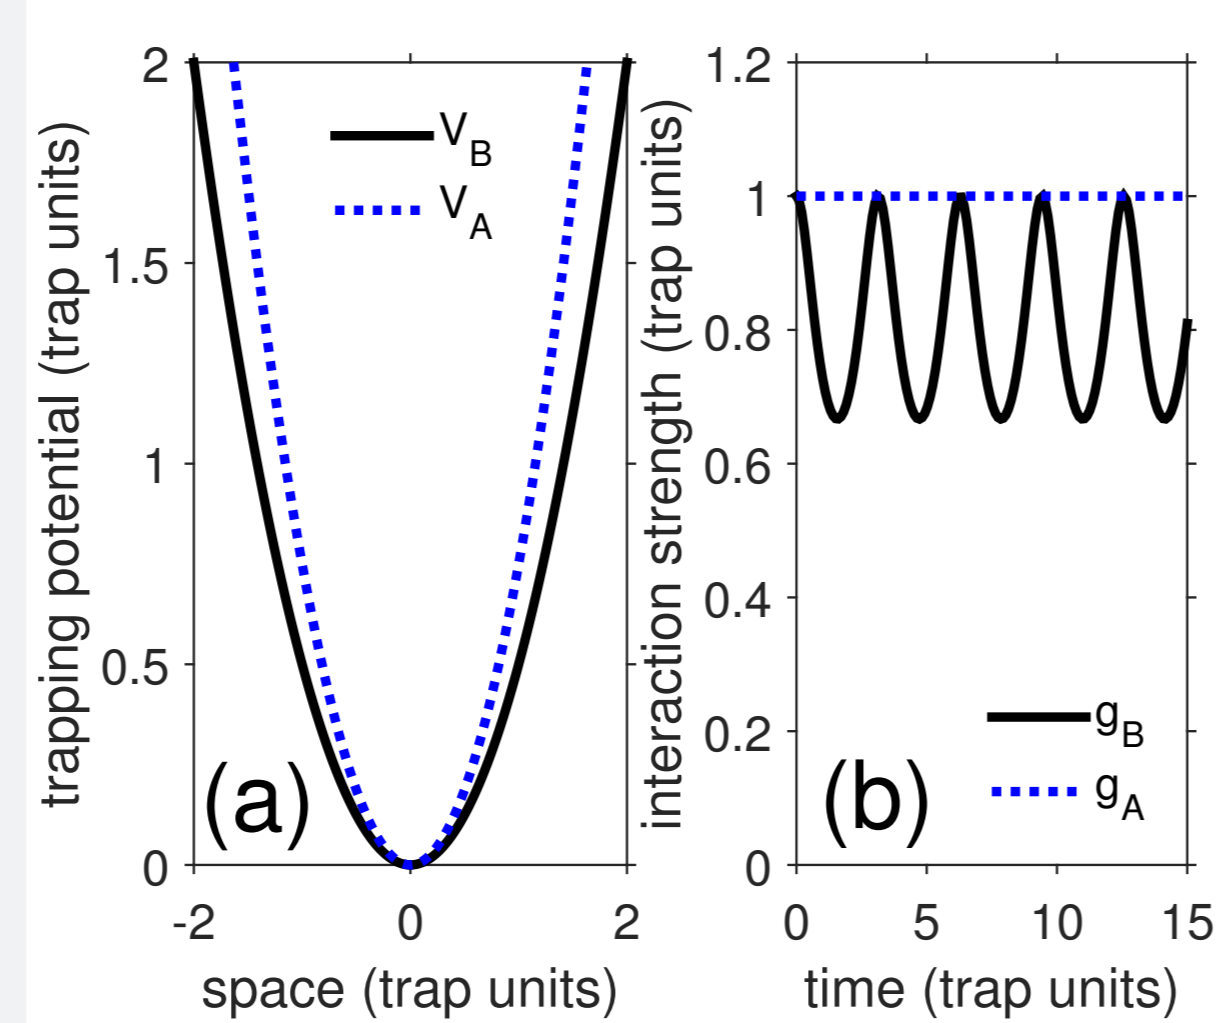 trapping potential (trap units)
2
1.5
1
0.5
0
-2
0
2
space (trap units)
V_B
V_A
(a)
interaction strength (trap units)
1.2
1
0.8
0.6
0.4
0.2
0
0
5
10
15
time (trap units)
g_B
g_A
(b)